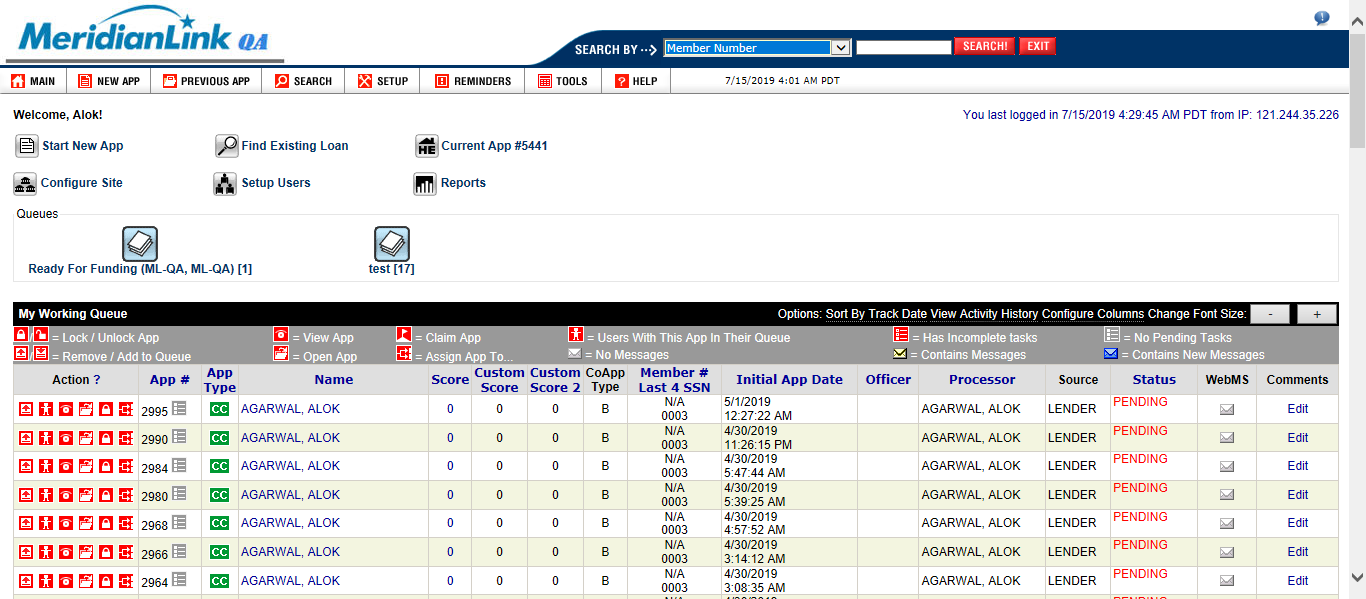 MeridianLink QA
SEARCH BY ··> Member Number SEARCH! EXIT
MAIN NEW APP PREVIOUS APP SEARCH SETUP REMINDERS TOOLS HELP 7/15/2019 4:01 AM PDT
Welcome, Alok! You last logged in 7/15/2019 4:29:45 AM PDT from IP: 121.244.35.226
Start New App Find Existing Loan Current App #5441
Configure Site Setup Users Reports
Queues
Ready For Funding (ML-QA, ML-QA) [1] test [17]
My Working Queue Options: Sort By Track Date View Activity History Configure Columns Change Font Size: - +
/ = Lock / Unlock App = View App = Claim App = Users With This App In Their Queue = Has Incomplete tasks = No Pending Tasks
/ = Remove / Add to Queue = Open App = Assign App To... = No Messages = Contains Messages = Contains New Messages
Action ? App # App Type Name Score Custom Score Custom Score 2 CoApp Type Member # Last 4 SSN Initial App Date Officer Processor Source Status WebMS Comments
2995 CC AGARWAL, ALOK 0 0 0 B N/A 0003 5/1/2019 12:27:22 AM AGARWAL, ALOK LENDER PENDING Edit
2990 CC AGARWAL, ALOK 0 0 0 B N/A 0003 4/30/2019 11:26:15 PM AGARWAL, ALOK LENDER PENDING Edit
2984 CC AGARWAL, ALOK 0 0 0 B N/A 0003 4/30/2019 5:47:44 AM AGARWAL, ALOK LENDER PENDING Edit
2980 CC AGARWAL, ALOK 0 0 0 B N/A 0003 4/30/2019 5:39:25 AM AGARWAL, ALOK LENDER PENDING Edit
2968 CC AGARWAL, ALOK 0 0 0 B N/A 0003 4/30/2019 4:57:52 AM AGARWAL, ALOK LENDER PENDING Edit
2966 CC AGARWAL, ALOK 0 0 0 B N/A 0003 4/30/2019 3:14:12 AM AGARWAL, ALOK LENDER PENDING Edit
2964 CC AGARWAL, ALOK 0 0 0 B N/A 0003 4/30/2019 3:08:35 AM AGARWAL, ALOK LENDER PENDING Edit